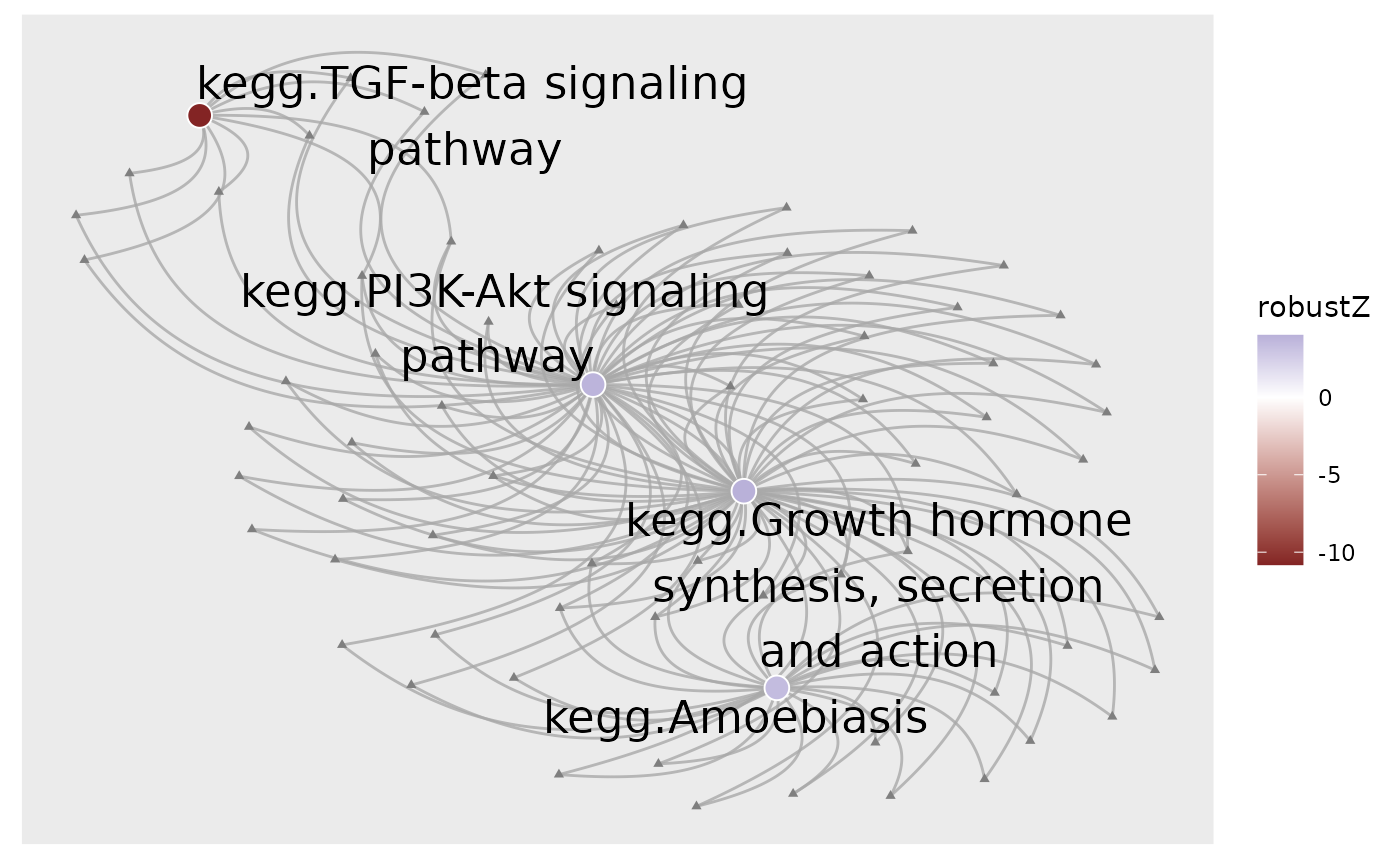 kegg.TGF-beta signaling
pathway
kegg.PI3K-Akt signaling
pathway
kegg.Growth hormone
synthesis, secretion
and action
kegg.Amoebiasis
robustZ
0
-5
-10